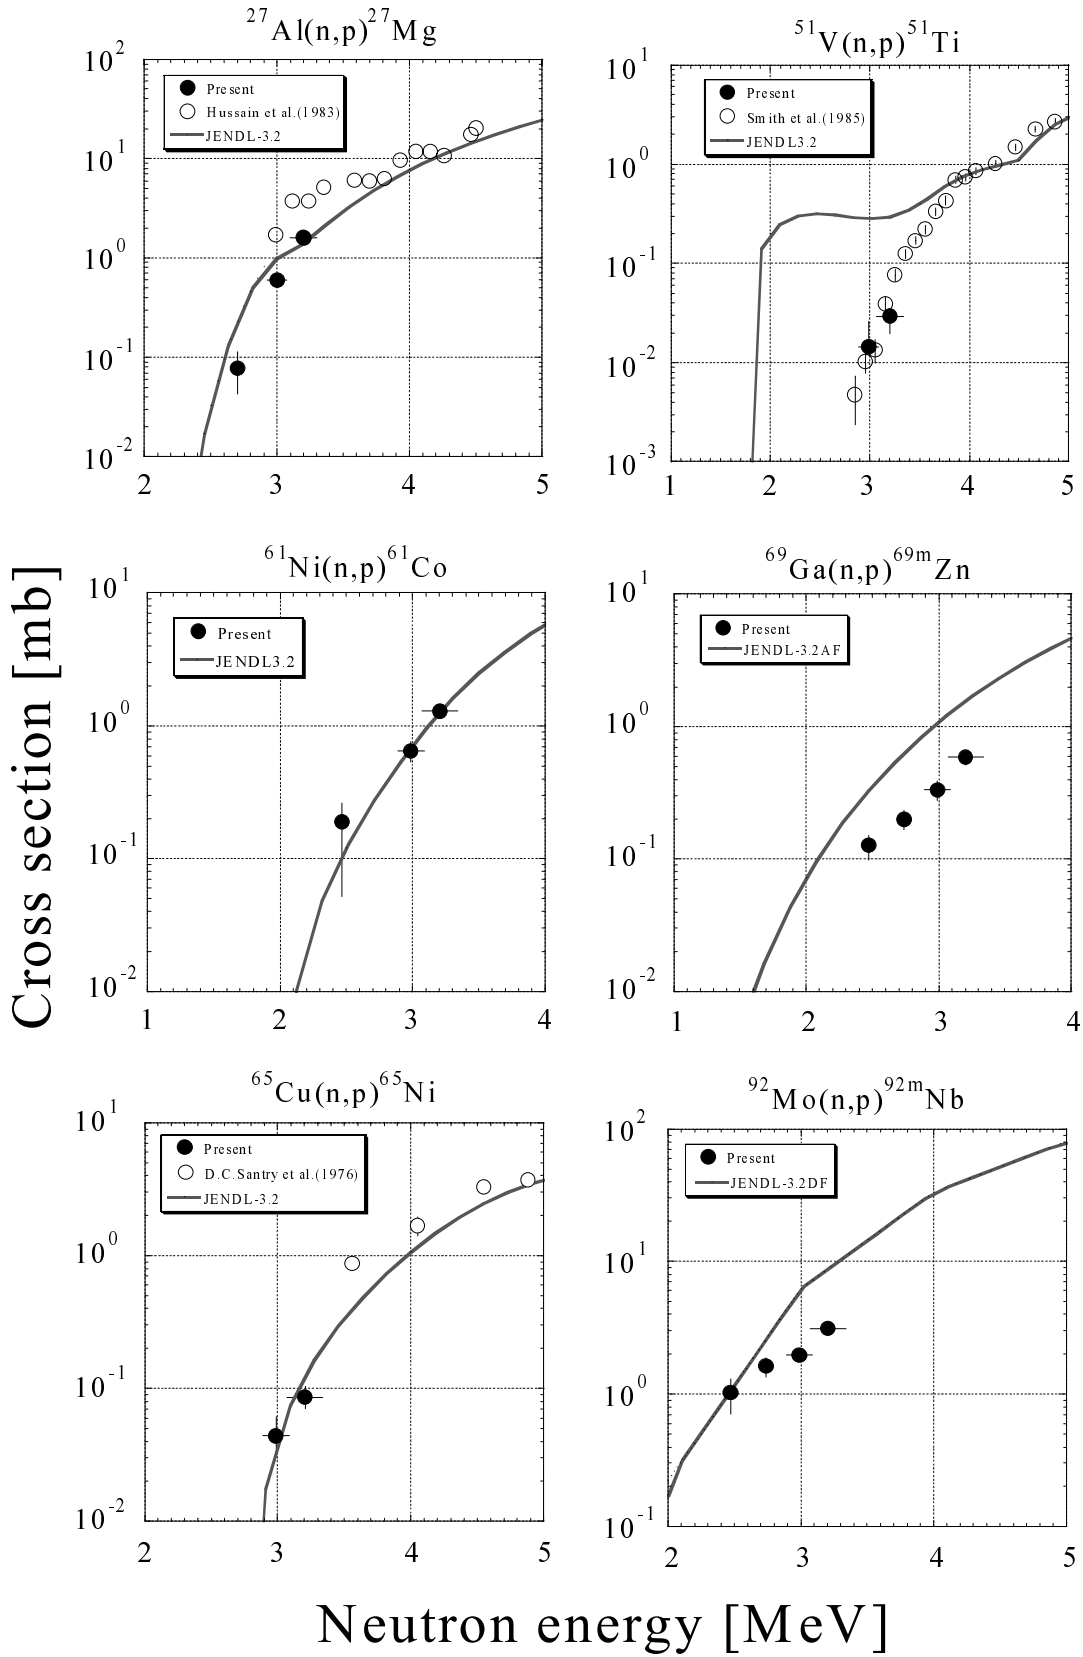 27Al(n,p)27Mg
10^2
10^1
10^0
10^-1
10^-2
Present
Hussain et al.(1983)
JENDL-3.2
2 3 4 5
51V(n,p)51Ti
10^1
10^0
10^-1
10^-2
10^-3
Present
Smith et al.(1985)
JENDL3.2
1 2 3 4 5
Cross section [mb]
61Ni(n,p)61Co
10^1
10^0
10^-1
10^-2
Present
JENDL3.2
1 2 3 4
69Ga(n,p)69mZn
10^1
10^0
10^-1
10^-2
Present
JENDL-3.2AF
1 2 3 4
65Cu(n,p)65Ni
10^1
10^0
10^-1
10^-2
Present
D.C.Santry et al.(1976)
JENDL-3.2
2 3 4 5
92Mo(n,p)92mNb
10^2
10^1
10^0
10^-1
Present
JENDL-3.2DF
2 3 4 5
Neutron energy [MeV]